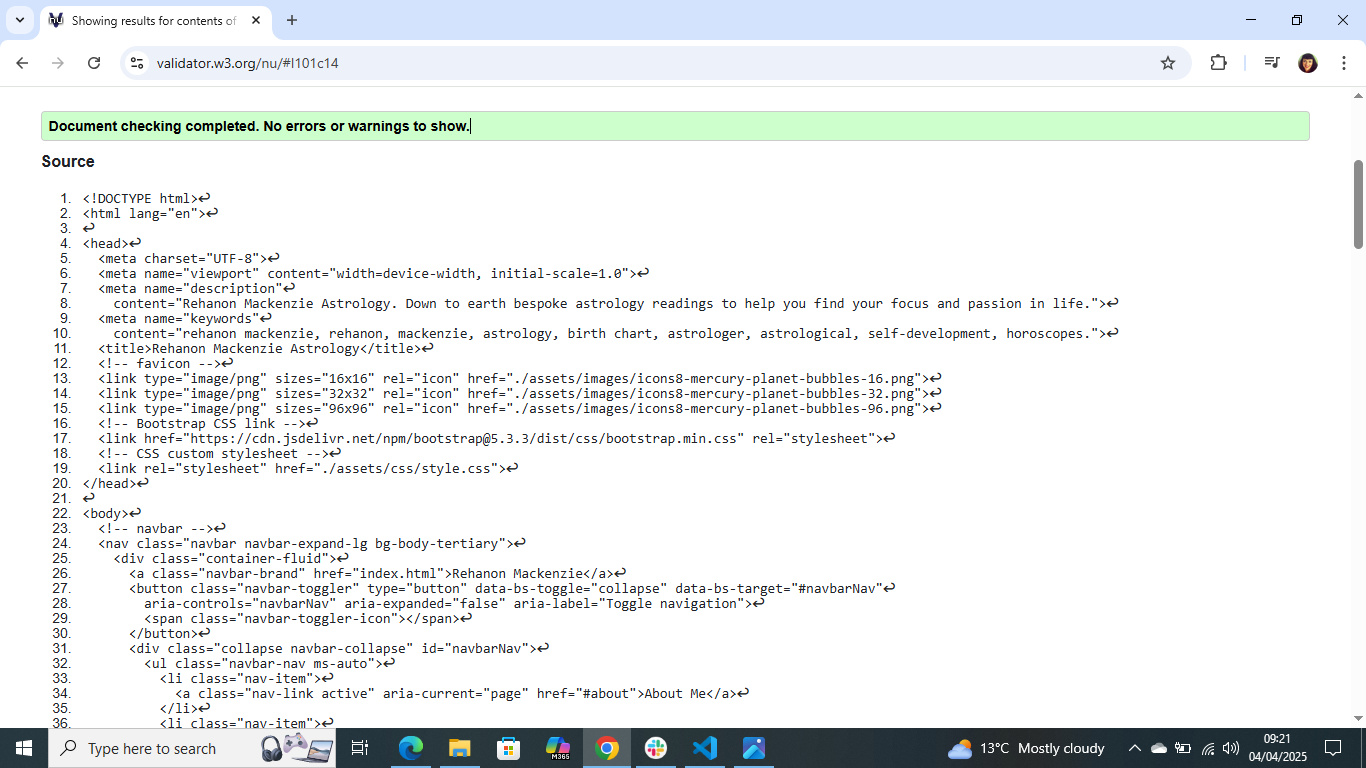 Showing results for contents of
validator.w3.org/nu/#l101c14
Document checking completed. No errors or warnings to show.
Source
1. <!DOCTYPE html>↩
2. <html lang="en">↩
3. ↩
4. <head>↩
5. <meta charset="UTF-8">↩
6. <meta name="viewport" content="width=device-width, initial-scale=1.0">↩
7. <meta name="description"↩
8. content="Rehanon Mackenzie Astrology. Down to earth bespoke astrology readings to help you find your focus and passion in life.">↩
9. <meta name="keywords"↩
10. content="rehanon mackenzie, rehanon, mackenzie, astrology, birth chart, astrologer, astrological, self-development, horoscopes.">↩
11. <title>Rehanon Mackenzie Astrology</title>↩
12. <!-- favicon -->↩
13. <link type="image/png" sizes="16x16" rel="icon" href="./assets/images/icons8-mercury-planet-bubbles-16.png">↩
14. <link type="image/png" sizes="32x32" rel="icon" href="./assets/images/icons8-mercury-planet-bubbles-32.png">↩
15. <link type="image/png" sizes="96x96" rel="icon" href="./assets/images/icons8-mercury-planet-bubbles-96.png">↩
16. <!-- Bootstrap CSS link -->↩
17. <link href="https://cdn.jsdelivr.net/npm/bootstrap@5.3.3/dist/css/bootstrap.min.css" rel="stylesheet">↩
18. <!-- CSS custom stylesheet -->↩
19. <link rel="stylesheet" href="./assets/css/style.css">↩
20. </head>↩
21. ↩
22. <body>↩
23. <!-- navbar -->↩
24. <nav class="navbar navbar-expand-lg bg-body-tertiary">↩
25. <div class="container-fluid">↩
26. <a class="navbar-brand" href="index.html">Rehanon Mackenzie</a>↩
27. <button class="navbar-toggler" type="button" data-bs-toggle="collapse" data-bs-target="#navbarNav"↩
28. aria-controls="navbarNav" aria-expanded="false" aria-label="Toggle navigation">↩
29. <span class="navbar-toggler-icon"></span>↩
30. </button>↩
31. <div class="collapse navbar-collapse" id="navbarNav">↩
32. <ul class="navbar-nav ms-auto">↩
33. <li class="nav-item">↩
34. <a class="nav-link active" aria-current="page" href="#about">About Me</a>↩
35. </li>↩
36. <li class="nav-item">↩
Type here to search
M365
13°C Mostly cloudy
09:21
04/04/2025